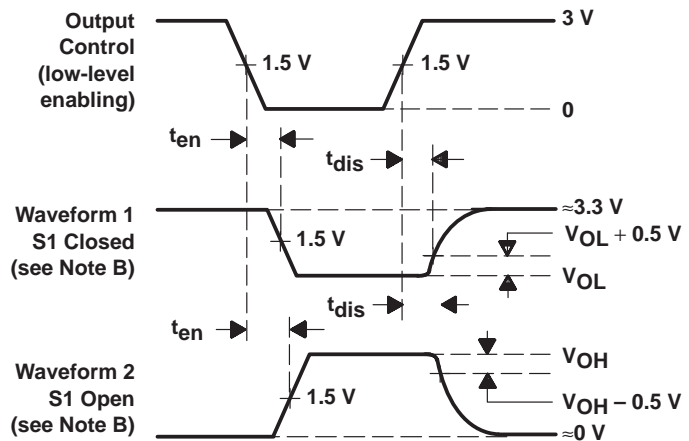 Output
Control
(low-level
enabling)
3 V
1.5 V
1.5 V
0
ten
tdis
Waveform 1
S1 Closed
(see Note B)
≈3.3 V
1.5 V
VOL + 0.5 V
VOL
ten
tdis
Waveform 2
S1 Open
(see Note B)
1.5 V
VOH
VOH − 0.5 V
≈0 V